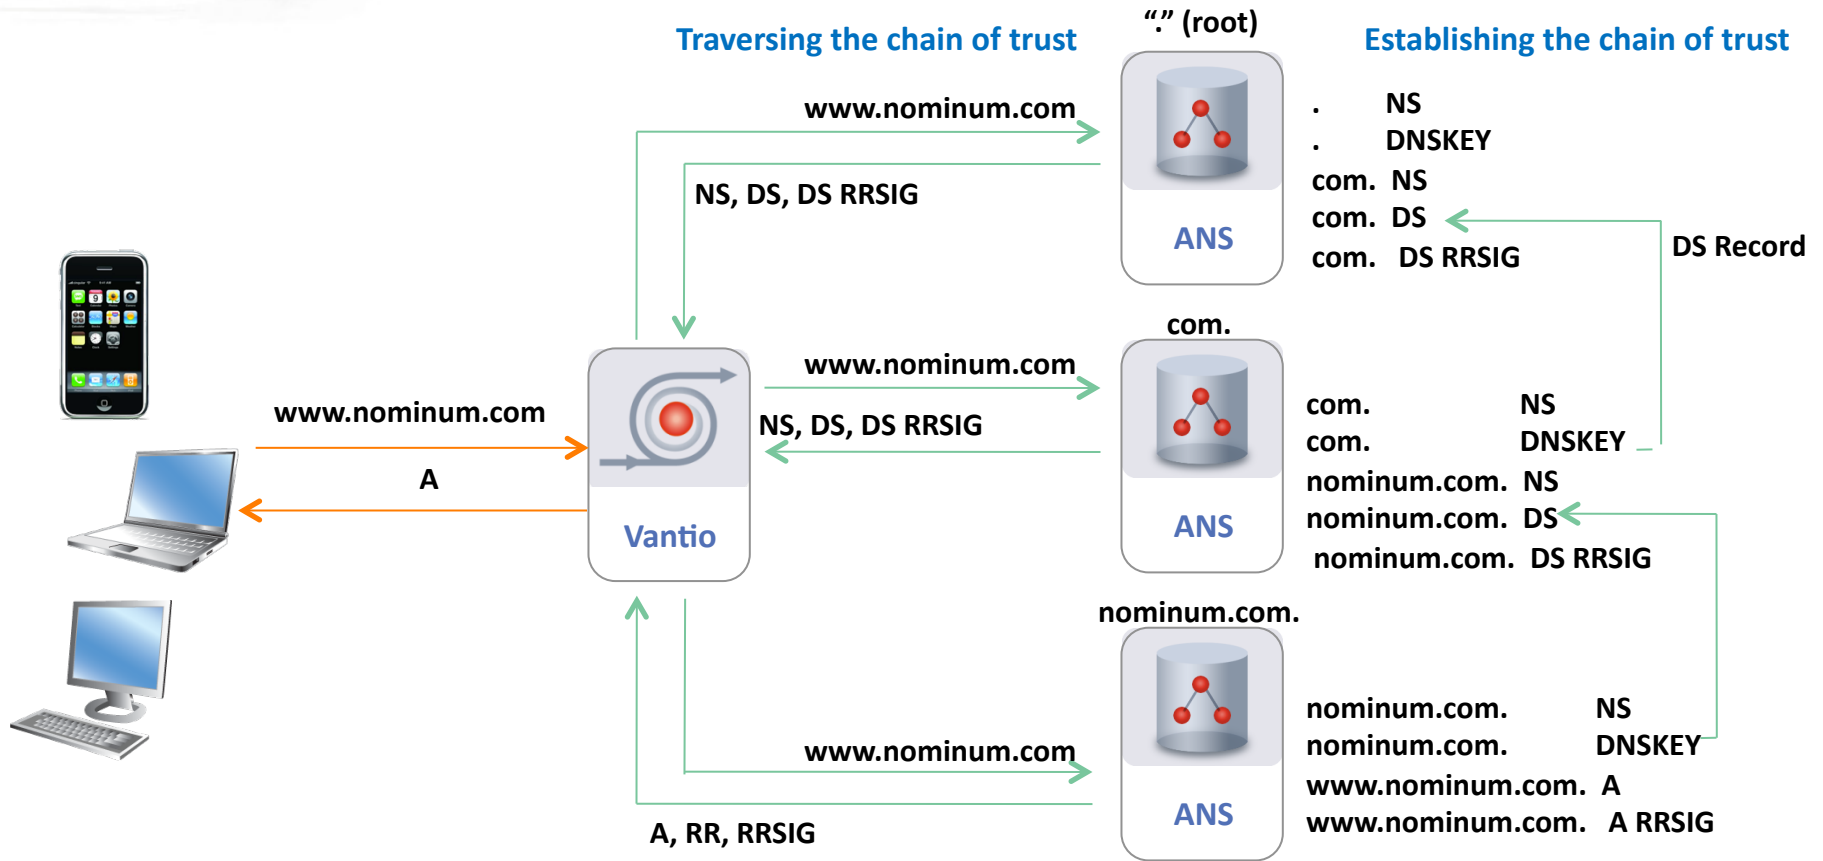 Traversing the chain of trust
“.” (root)
Establishing the chain of trust
www.nominum.com
NS, DS, DS RRSIG
ANS
. NS
. DNSKEY
com. NS
com. DS
com. DS RRSIG
DS Record
www.nominum.com
A
Vantio
com.
www.nominum.com
NS, DS, DS RRSIG
ANS
com. NS
com. DNSKEY
nominum.com. NS
nominum.com. DS
nominum.com. DS RRSIG
nominum.com.
www.nominum.com
A, RR, RRSIG
ANS
nominum.com. NS
nominum.com. DNSKEY
www.nominum.com. A
www.nominum.com. A RRSIG